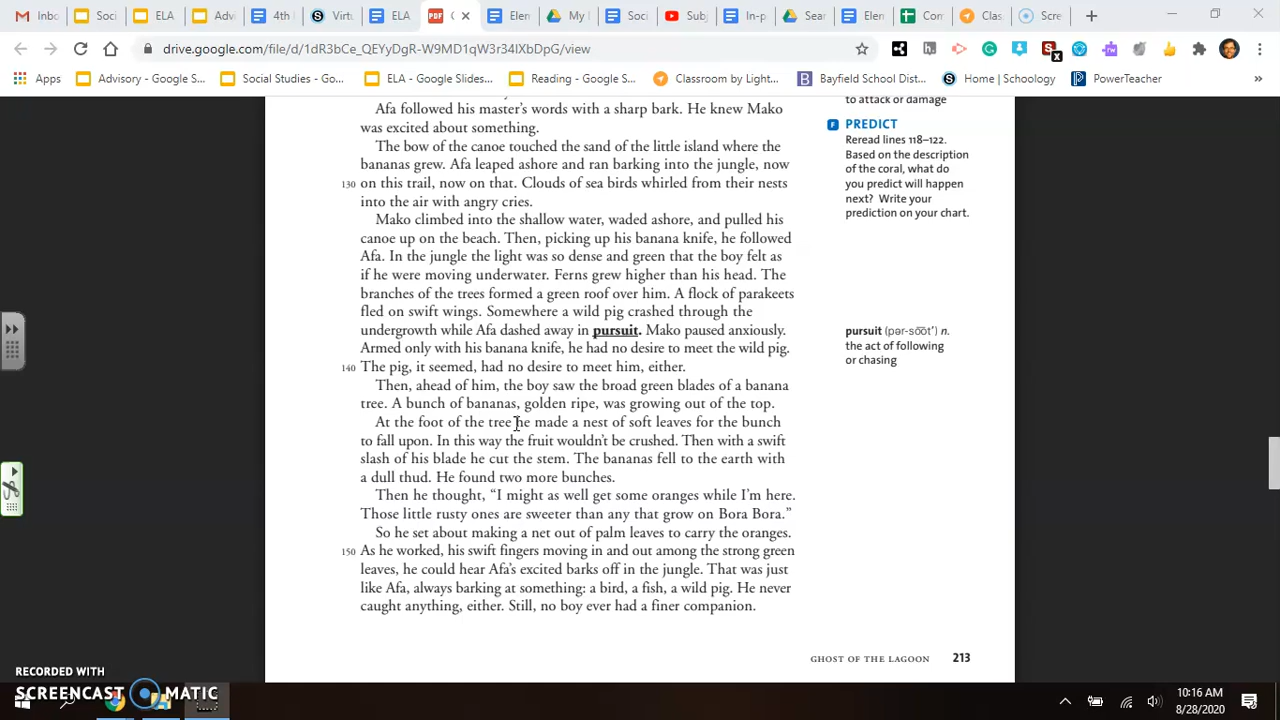 Inbo
Soci
ELA
Advi
4th
Virtu
ELA
C
Elen
My
Soci
Subj
In-p
Sear
Elen
Con
Clas
Scre
drive.google.com/file/d/1dR3bCe_QEYyDgR-W9MD1qW3r34IXbDpG/view
Apps
Advisory - Google S...
Social Studies - Go...
ELA - Google Slides...
Reading - Google S...
Classroom by Light...
Bayfield School Dist...
Home | Schoology
PowerTeacher
»
Afa followed his master's words with a sharp bark. He knew Mako
was excited about something.
The bow of the canoe touched the sand of the little island where the
bananas grew. Afa leaped ashore and ran barking into the jungle, now
130 on this trail, now on that. Clouds of sea birds whirled from their nests
into the air with angry cries.
Mako climbed into the shallow water, waded ashore, and pulled his
canoe up on the beach. Then, picking up his banana knife, he followed
Afa. In the jungle the light was so dense and green that the boy felt as
if he were moving underwater. Ferns grew higher than his head. The
branches of the trees formed a green roof over him. A flock of parakeets
fled on swift wings. Somewhere a wild pig crashed through the
undergrowth while Afa dashed away in pursuit. Mako paused anxiously.
Armed only with his banana knife, he had no desire to meet the wild pig.
140 The pig, it seemed, had no desire to meet him, either.
Then, ahead of him, the boy saw the broad green blades of a banana
tree. A bunch of bananas, golden ripe, was growing out of the top.
At the foot of the tree he made a nest of soft leaves for the bunch
to fall upon. In this way the fruit wouldn't be crushed. Then with a swift
slash of his blade he cut the stem. The bananas fell to the earth with
a dull thud. He found two more bunches.
Then he thought, “I might as well get some oranges while I'm here.
Those little rusty ones are sweeter than any that grow on Bora Bora.”
So he set about making a net out of palm leaves to carry the oranges.
150 As he worked, his swift fingers moving in and out among the strong green
leaves, he could hear Afa's excited barks off in the jungle. That was just
like Afa, always barking at something: a bird, a fish, a wild pig. He never
caught anything, either. Still, no boy ever had a finer companion.
to attack or damage
F PREDICT
Reread lines 118–122.
Based on the description
of the coral, what do
you predict will happen
next? Write your
prediction on your chart.
pursuit (pər-so͞ot′) n.
the act of following
or chasing
GHOST OF THE LAGOON 213
RECORDED WITH
SCREENCAST MATIC
10:16 AM
8/28/2020